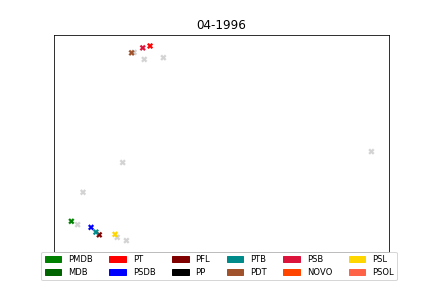 04-1996
PMDB PT PFL PTB PSB PSL
MDB PSDB PP PDT NOVO PSOL